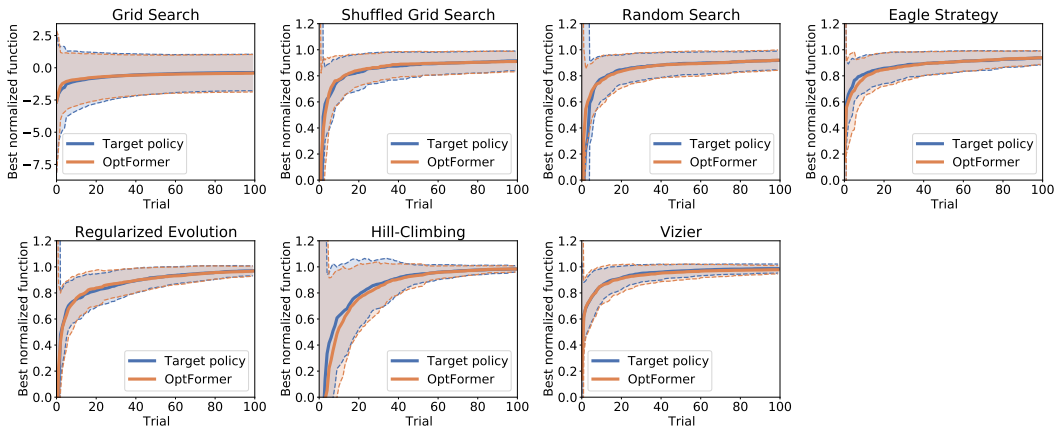 Grid Search
Best normalized function
2.5
0.0
−2.5
−5.0
−7.5
Target policy
OptFormer
0 20 40 60 80 100
Trial
Shuffled Grid Search
Best normalized function
1.2
1.0
0.8
0.6
0.4
0.2
0.0
Target policy
OptFormer
0 20 40 60 80 100
Trial
Random Search
Best normalized function
1.2
1.0
0.8
0.6
0.4
0.2
0.0
Target policy
OptFormer
0 20 40 60 80 100
Trial
Eagle Strategy
Best normalized function
1.2
1.0
0.8
0.6
0.4
0.2
0.0
Target policy
OptFormer
0 20 40 60 80 100
Trial
Regularized Evolution
Best normalized function
1.2
1.0
0.8
0.6
0.4
0.2
0.0
Target policy
OptFormer
0 20 40 60 80 100
Trial
Hill-Climbing
Best normalized function
1.2
1.0
0.8
0.6
0.4
0.2
0.0
Target policy
OptFormer
0 20 40 60 80 100
Trial
Vizier
Best normalized function
1.2
1.0
0.8
0.6
0.4
0.2
0.0
Target policy
OptFormer
0 20 40 60 80 100
Trial